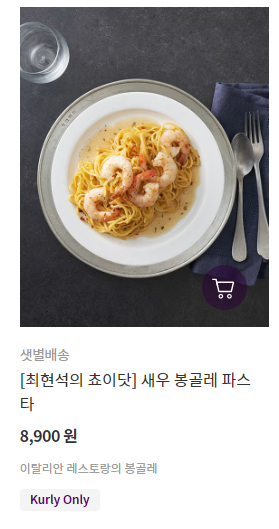 샛별배송
[최현석의 쵸이닷] 새우 봉골레 파스
타
8,900 원
이탈리안 레스토랑의 봉골레
Kurly Only